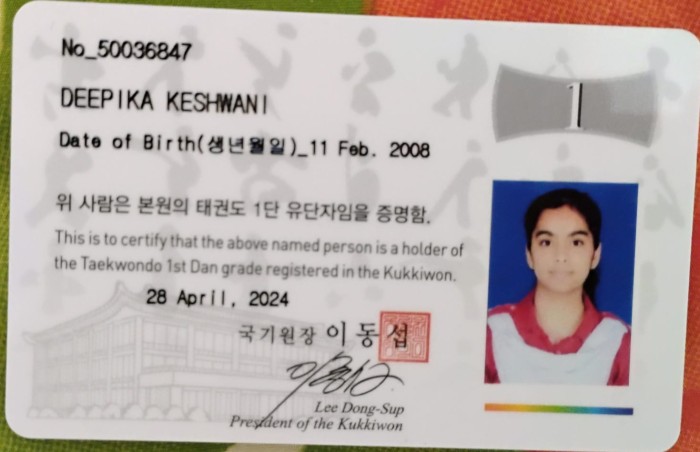 No_50036847
1
DEEPIKA KESHWANI
Date of Birth(생년월일)_11 Feb. 2008
위 사람은 본원의 태권도 1단 유단자임을 증명함.
This is to certify that the above named person is a holder of
the Taekwondo 1st Dan grade registered in the Kukkiwon.
28 April, 2024
국기원장 이동섭
Lee Dong-Sup
President of the Kukkiwon